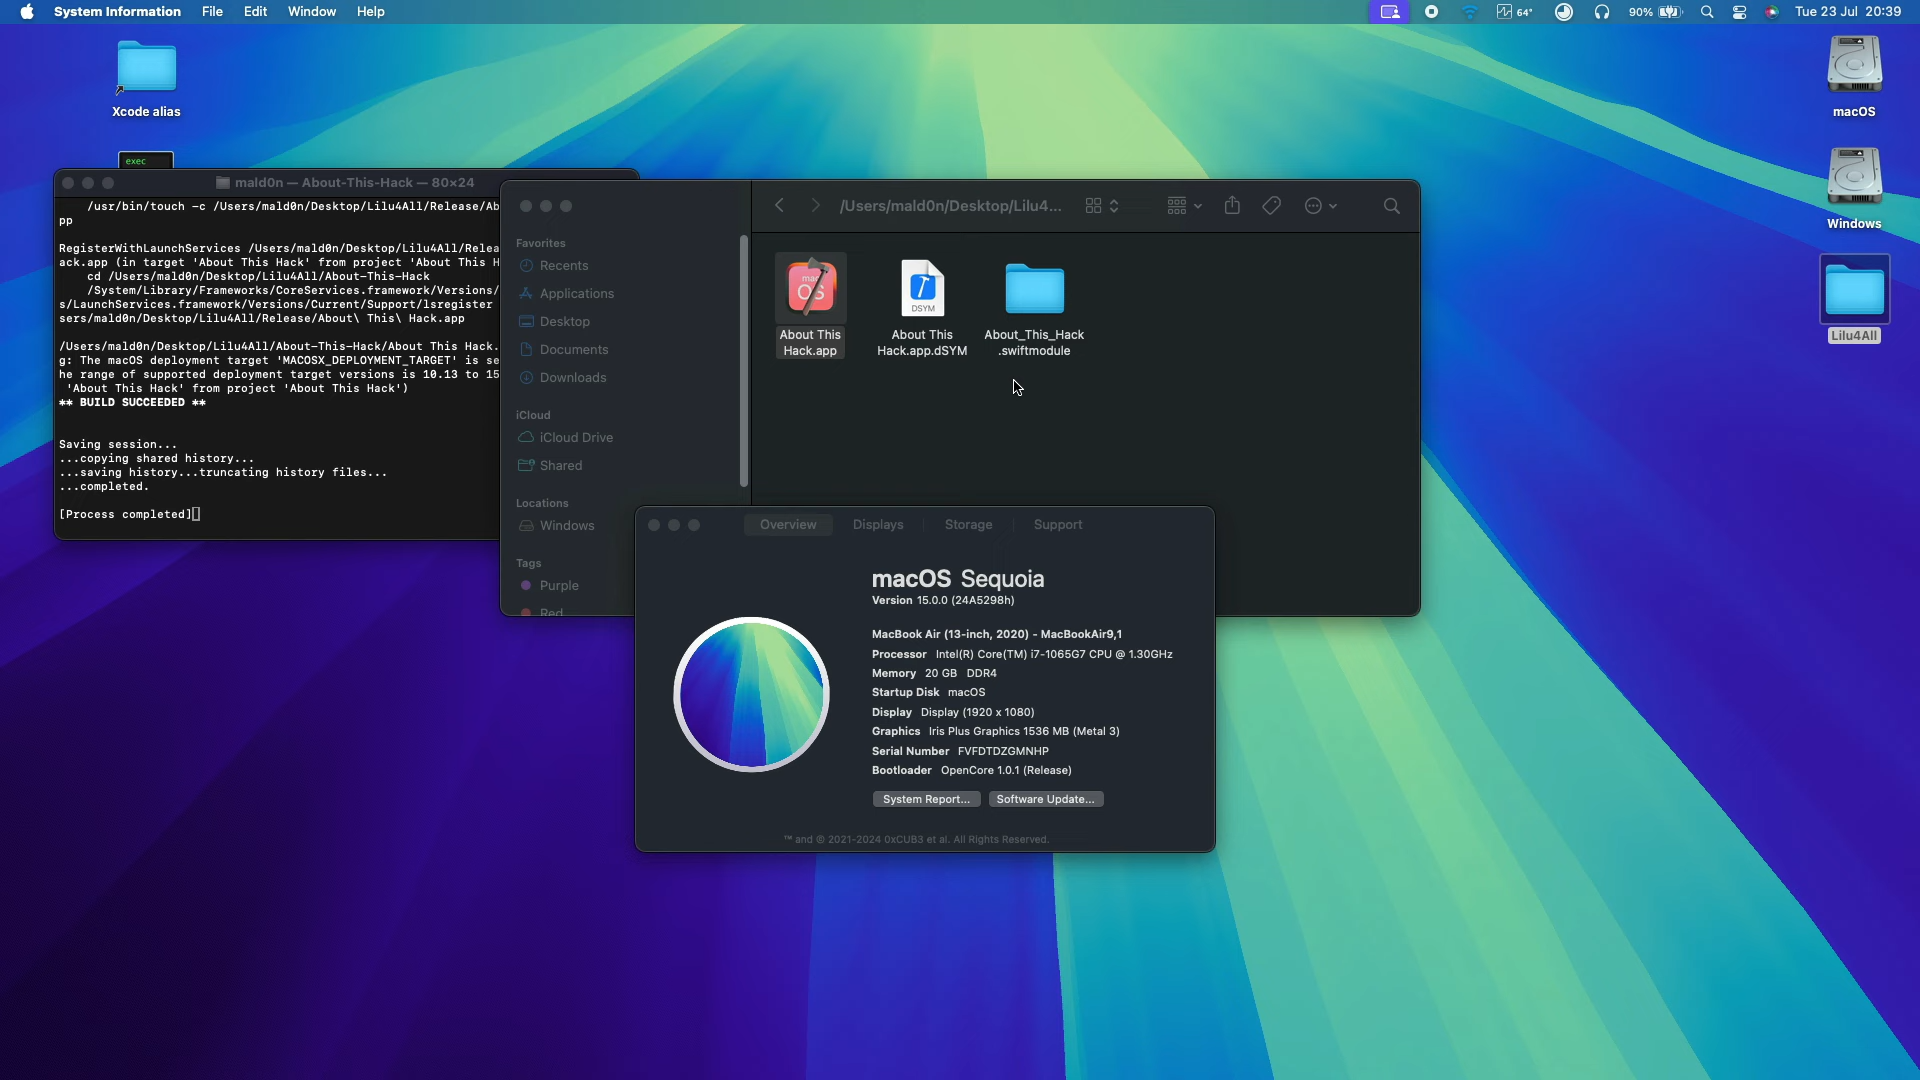 System Information File Edit Window Help
64° 90% Tue 23 Jul 20:39
Xcode alias
exec
macOS
Windows
Lilu4All
mald0n — About-This-Hack — 80×24
/usr/bin/touch -c /Users/mald0n/Desktop/Lilu4All/Release/Ab
pp
RegisterWithLaunchServices /Users/mald0n/Desktop/Lilu4All/Relea
ack.app (in target 'About This Hack' from project 'About This H
cd /Users/mald0n/Desktop/Lilu4All/About-This-Hack
/System/Library/Frameworks/CoreServices.framework/Versions/
s/LaunchServices.framework/Versions/Current/Support/lsregister
sers/mald0n/Desktop/Lilu4All/Release/About\ This\ Hack.app
/Users/mald0n/Desktop/Lilu4All/About-This-Hack/About This Hack.
g: The macOS deployment target 'MACOSX_DEPLOYMENT_TARGET' is se
he range of supported deployment target versions is 10.13 to 15
'About This Hack' from project 'About This Hack')
** BUILD SUCCEEDED **
Saving session...
...copying shared history...
...saving history...truncating history files...
...completed.
[Process completed]
Favorites
Recents
Applications
Desktop
Documents
Downloads
iCloud
iCloud Drive
Shared
Locations
Windows
Tags
Purple
Red
/Users/mald0n/Desktop/Lilu4...
mac
OS
About This
Hack.app
DSYM
About This
Hack.app.dSYM
About_This_Hack
.swiftmodule
Overview Displays Storage Support
macOS Sequoia
Version 15.0.0 (24A5298h)
MacBook Air (13-inch, 2020) - MacBookAir9,1
Processor Intel(R) Core(TM) i7-1065G7 CPU @ 1.30GHz
Memory 20 GB DDR4
Startup Disk macOS
Display Display (1920 x 1080)
Graphics Iris Plus Graphics 1536 MB (Metal 3)
Serial Number FVFDTDZGMNHP
Bootloader OpenCore 1.0.1 (Release)
System Report... Software Update...
™ and © 2021-2024 0xCUB3 et al. All Rights Reserved.